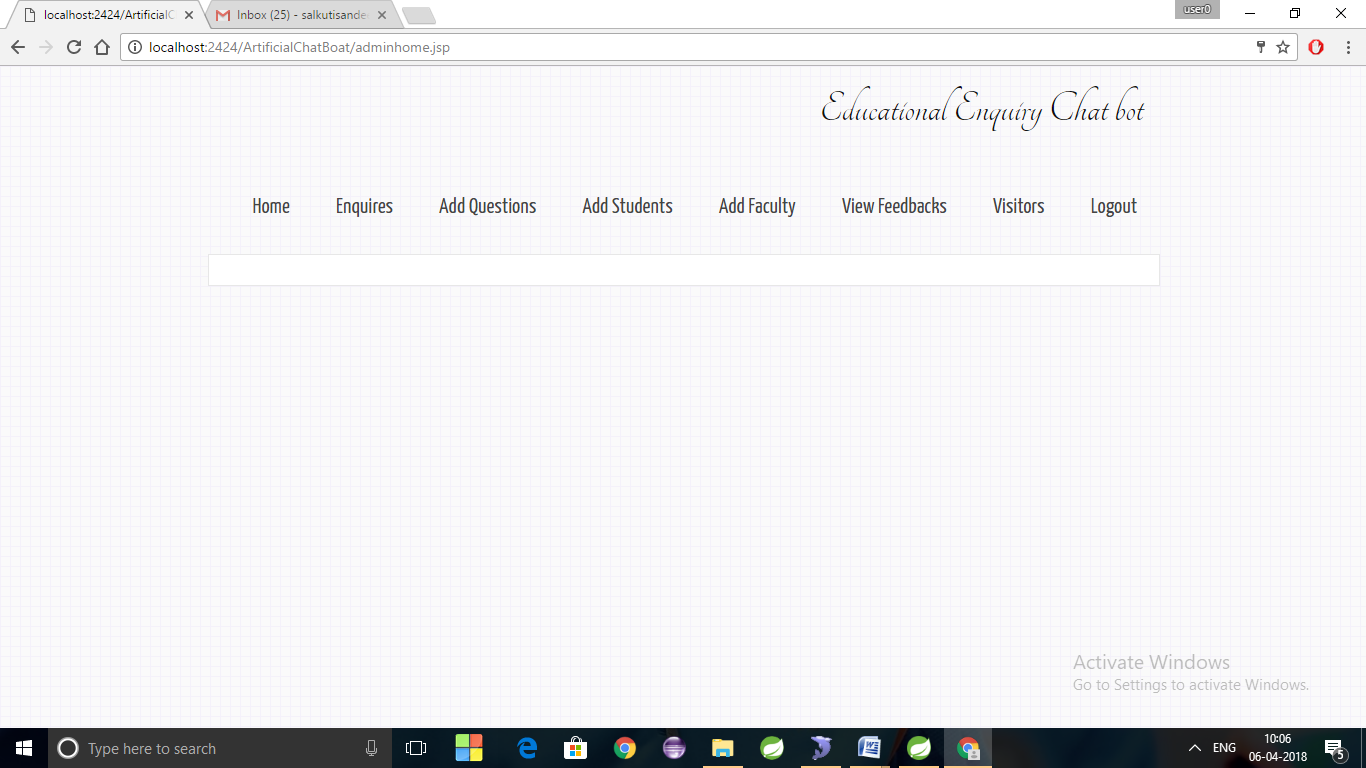 localhost:2424/ArtificialC
Inbox (25) - salkutisandee
user0
localhost:2424/ArtificialChatBoat/adminhome.jsp
Educational Enquiry Chat bot
Home Enquires Add Questions Add Students Add Faculty View Feedbacks Visitors Logout
Activate Windows
Go to Settings to activate Windows.
Type here to search
ENG
10:06
06-04-2018
5